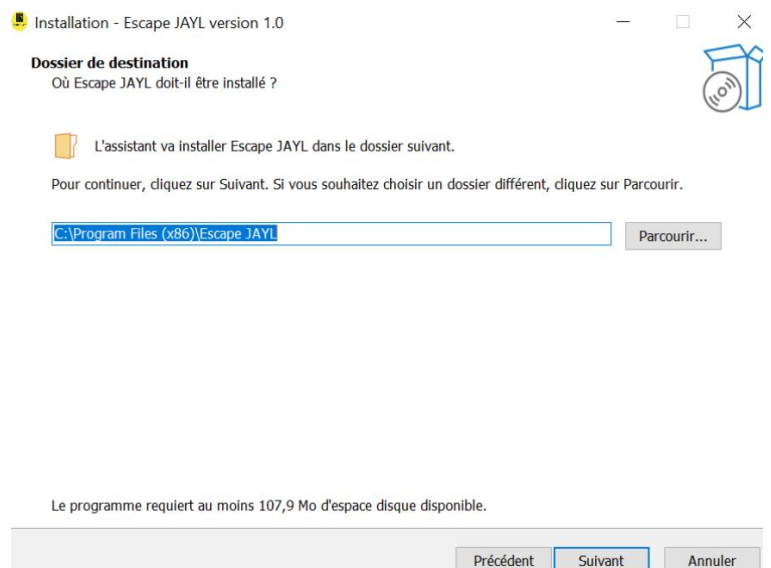 Installation - Escape JAYL version 1.0
Dossier de destination
Où Escape JAYL doit-il être installé ?
L'assistant va installer Escape JAYL dans le dossier suivant.
Pour continuer, cliquez sur Suivant. Si vous souhaitez choisir un dossier différent, cliquez sur Parcourir.
C:\Program Files (x86)\Escape JAYL
Parcourir...
Le programme requiert au moins 107,9 Mo d'espace disque disponible.
Précédent
Suivant
Annuler